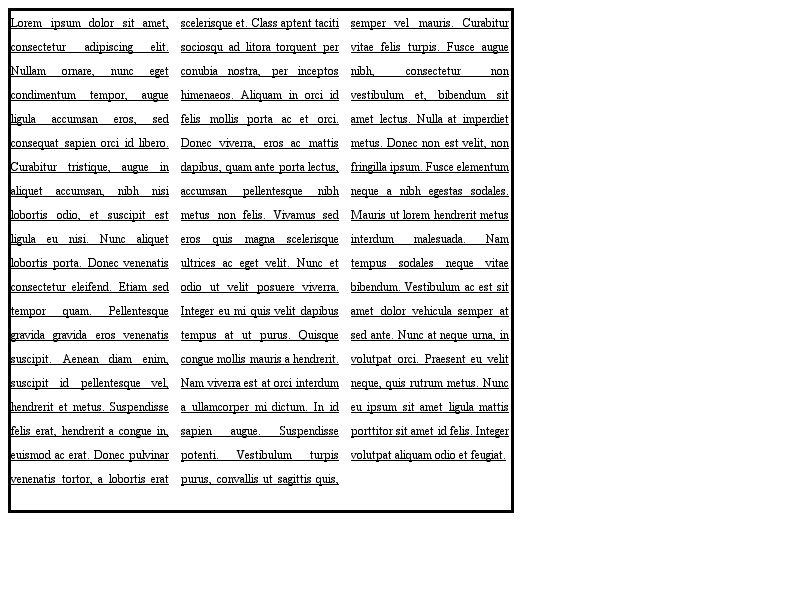 Lorem ipsum dolor sit amet,
consectetur adipiscing elit.
Nullam ornare, nunc eget
condimentum tempor, augue
ligula accumsan eros, sed
consequat sapien orci id libero.
Curabitur tristique, augue in
aliquet accumsan, nibh nisi
lobortis odio, et suscipit est
ligula eu nisi. Nunc aliquet
lobortis porta. Donec venenatis
consectetur eleifend. Etiam sed
tempor quam. Pellentesque
gravida gravida eros venenatis
suscipit. Aenean diam enim,
suscipit id pellentesque vel,
hendrerit et metus. Suspendisse
felis erat, hendrerit a congue in,
euismod ac erat. Donec pulvinar
venenatis tortor, a lobortis erat
scelerisque et. Class aptent taciti
sociosqu ad litora torquent per
conubia nostra, per inceptos
himenaeos. Aliquam in orci id
felis mollis porta ac et orci.
Donec viverra, eros ac mattis
dapibus, quam ante porta lectus,
accumsan pellentesque nibh
metus non felis. Vivamus sed
eros quis magna scelerisque
ultrices ac eget velit. Nunc et
odio ut velit posuere viverra.
Integer eu mi quis velit dapibus
tempus at ut purus. Quisque
congue mollis mauris a hendrerit.
Nam viverra est at orci interdum
a ullamcorper mi dictum. In id
sapien augue. Suspendisse
potenti. Vestibulum turpis
purus, convallis ut sagittis quis,
semper vel mauris. Curabitur
vitae felis turpis. Fusce augue
nibh, consectetur non
vestibulum et, bibendum sit
amet lectus. Nulla at imperdiet
metus. Donec non est velit, non
fringilla ipsum. Fusce elementum
neque a nibh egestas sodales.
Mauris ut lorem hendrerit metus
interdum malesuada. Nam
tempus sodales neque vitae
bibendum. Vestibulum ac est sit
amet dolor vehicula semper at
sed ante. Nunc at neque urna, in
volutpat orci. Praesent eu velit
neque, quis rutrum metus. Nunc
eu ipsum sit amet ligula mattis
porttitor sit amet id felis. Integer
volutpat aliquam odio et feugiat.